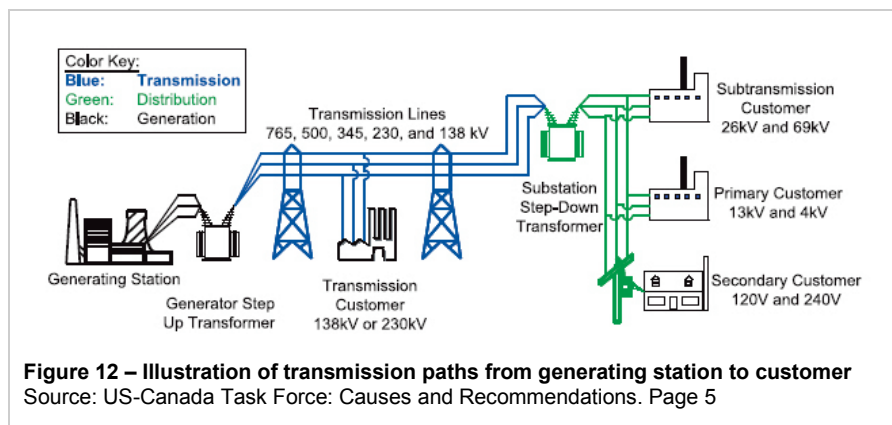 Color Key:
Blue: Transmission
Green: Distribution
Black: Generation
Transmission Lines
765, 500, 345, 230, and 138 kV
Subtransmission
Customer
26kV and 69kV
Substation
Step-Down
Transformer
Primary Customer
13kV and 4kV
Generating Station
Generator Step
Up Transformer
Transmission
Customer
138kV or 230kV
Secondary Customer
120V and 240V
Figure 12 – Illustration of transmission paths from generating station to customer
Source: US-Canada Task Force: Causes and Recommendations. Page 5